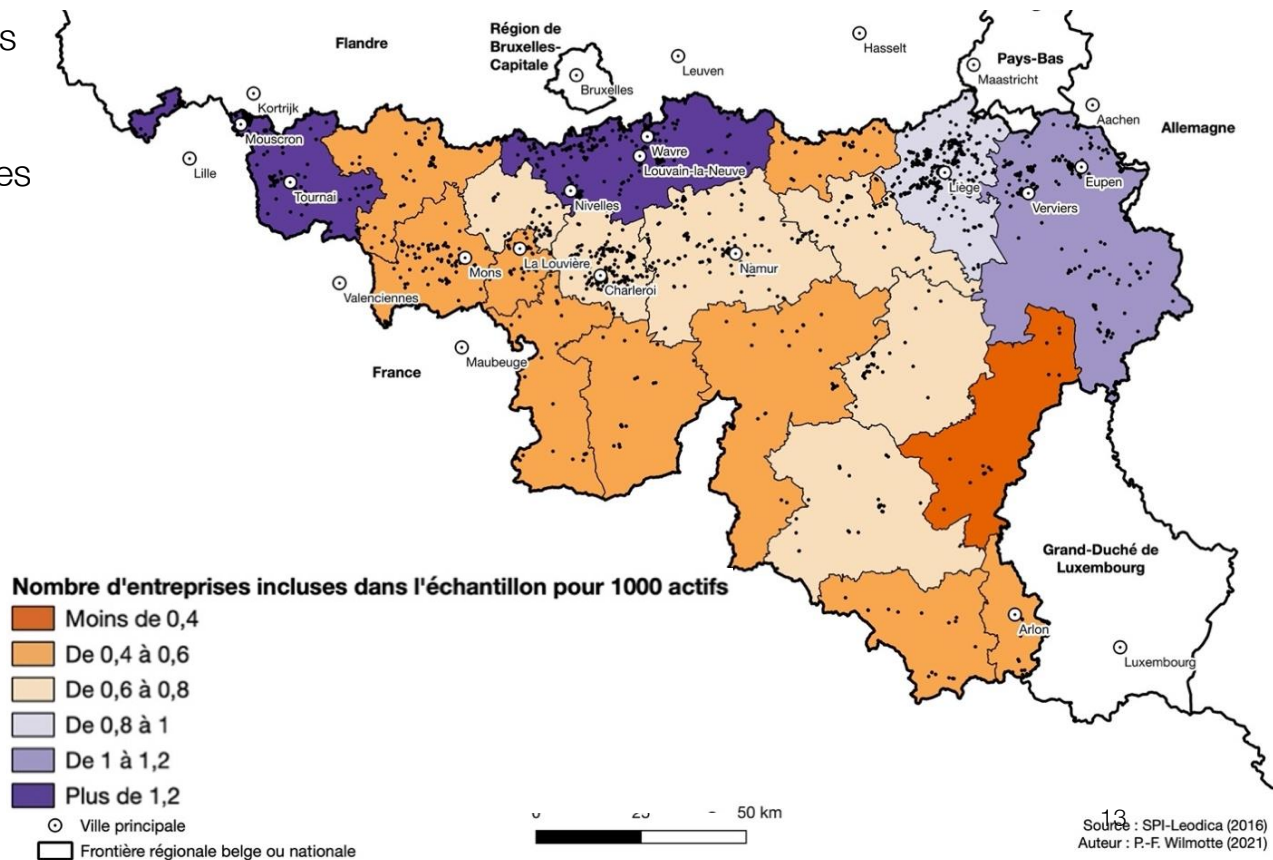 s
es
Flandre
Région de
Bruxelles-
Capitale
Bruxelles
Leuven
Hasselt
Pays-Bas
Maastricht
Aachen
Allemagne
Kortrijk
Mouscron
Lille
Tournai
Wavre
Louvain-la-Neuve
Nivelles
Liège
Eupen
Verviers
Mons
La Louvière
Charleroi
Namur
Valenciennes
Maubeuge
France
Grand-Duché de
Luxembourg
Arlon
Luxembourg
Nombre d'entreprises incluses dans l'échantillon pour 1000 actifs
Moins de 0,4
De 0,4 à 0,6
De 0,6 à 0,8
De 0,8 à 1
De 1 à 1,2
Plus de 1,2
Ville principale
Frontière régionale belge ou nationale
0 25 50 km
13
Source : SPI-Leodica (2016)
Auteur : P.-F. Wilmotte (2021)